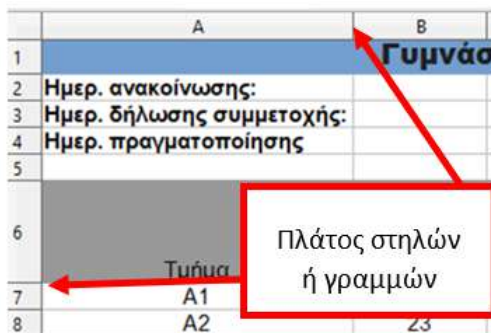 A B
1 Γυμνάσ
2 Ημερ. ανακοίνωσης:
3 Ημερ. δήλωσης συμμετοχής:
4 Ημερ. πραγματοποίησης
5
6 Τμήμα
Πλάτος στηλών
ή γραμμών
7 A1
8 A2 23